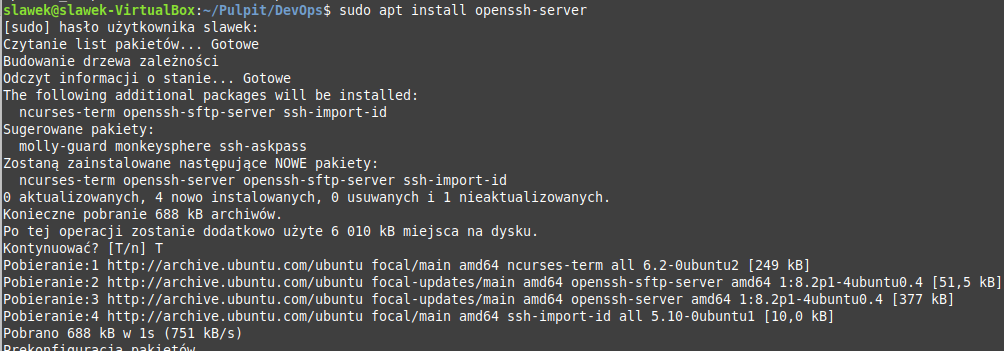 slawek@slawek-VirtualBox:~/Pulpit/DevOps$ sudo apt install openssh-server
[sudo] hasło użytkownika slawek:
Czytanie list pakietów... Gotowe
Budowanie drzewa zależności
Odczyt informacji o stanie... Gotowe
The following additional packages will be installed:
  ncurses-term openssh-sftp-server ssh-import-id
Sugerowane pakiety:
  molly-guard monkeysphere ssh-askpass
Zostaną zainstalowane następujące NOWE pakiety:
  ncurses-term openssh-server openssh-sftp-server ssh-import-id
0 aktualizowanych, 4 nowo instalowanych, 0 usuwanych i 1 nieaktualizowanych.
Konieczne pobranie 688 kB archiwów.
Po tej operacji zostanie dodatkowo użyte 6 010 kB miejsca na dysku.
Kontynuować? [T/n] T
Pobieranie:1 http://archive.ubuntu.com/ubuntu focal/main amd64 ncurses-term all 6.2-0ubuntu2 [249 kB]
Pobieranie:2 http://archive.ubuntu.com/ubuntu focal-updates/main amd64 openssh-sftp-server amd64 1:8.2p1-4ubuntu0.4 [51,5 kB]
Pobieranie:3 http://archive.ubuntu.com/ubuntu focal-updates/main amd64 openssh-server amd64 1:8.2p1-4ubuntu0.4 [377 kB]
Pobieranie:4 http://archive.ubuntu.com/ubuntu focal/main amd64 ssh-import-id all 5.10-0ubuntu1 [10,0 kB]
Pobrano 688 kB w 1s (751 kB/s)
Prekonfiguracja pakietów